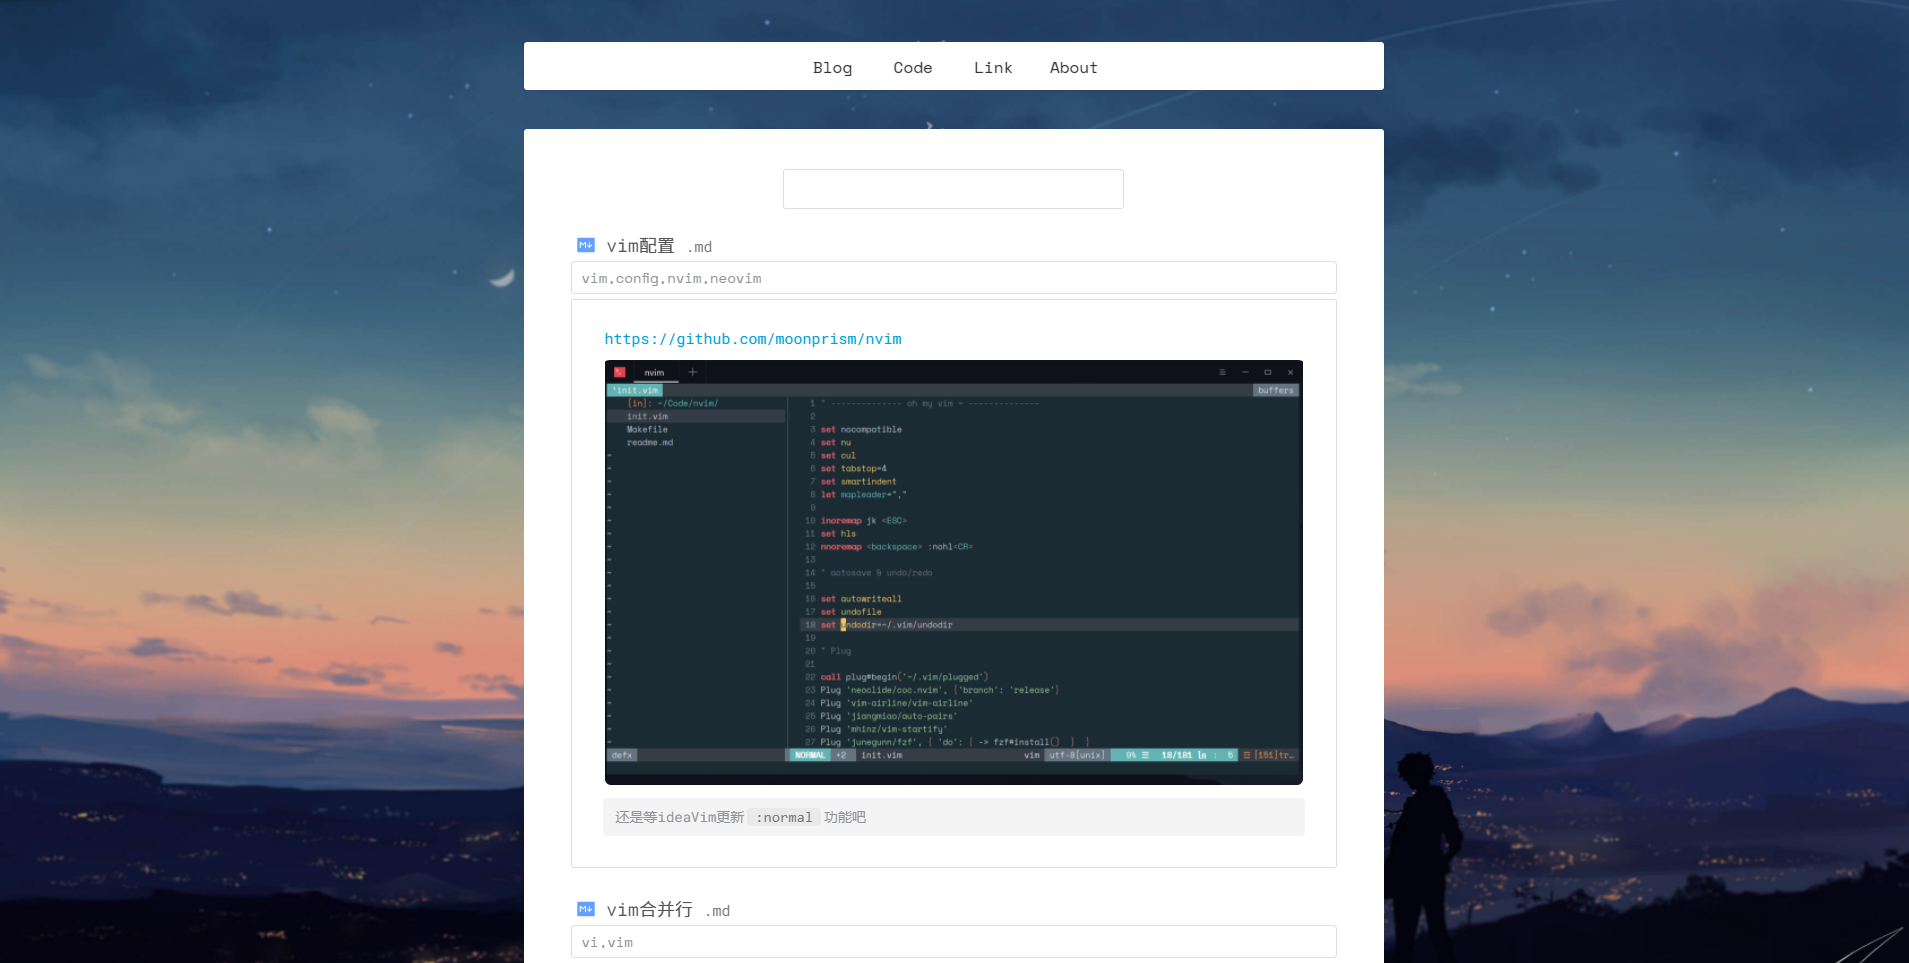 Blog Code Link About
vim配置 .md
vim,config,nvim,neovim
https://github.com/moonprism/nvim
nvim
*init.vim buffers
[in]: ~/Code/nvim/
init.vim
Makefile
readme.md
1 " -------------- oh my vim ~ --------------
2
3 set nocompatible
4 set nu
5 set cul
6 set tabstop=4
7 set smartindent
8 let mapleader=","
9
10 inoremap jk <ESC>
11 set hls
12 nnoremap <backspace> :nohl<CR>
13
14 " aotosave & undo/redo
15
16 set autowriteall
17 set undofile
18 set undodir=~/.vim/undodir
19
20 " Plug
21
22 call plug#begin('~/.vim/plugged')
23 Plug 'neoclide/coc.nvim', {'branch': 'release'}
24 Plug 'vim-airline/vim-airline'
25 Plug 'jiangmiao/auto-pairs'
26 Plug 'mhinz/vim-startify'
27 Plug 'junegunn/fzf', { 'do': { -> fzf#install() } }
defx NORMAL +2 init.vim vim utf-8[unix] 9% ☰ 18/181 ln : 5 ☲ [181]tr…
还是等ideaVim更新 :normal 功能吧
vim合并行 .md
vi,vim